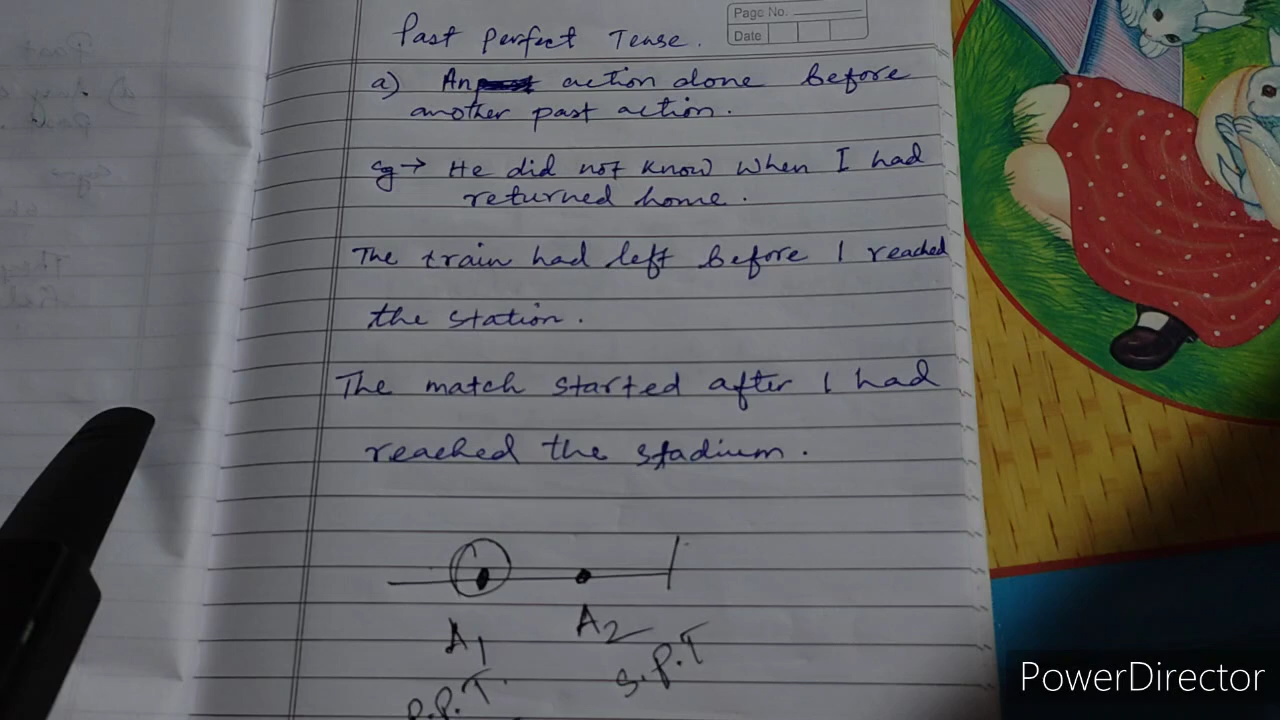 Page No.
Date
Past Perfect Tense.
a) An action done before
another past action.
eg → He did not know when I had
returned home.
The train had left before I reached
the station.
The match started after I had
reached the stadium.
A1
A2
P.P.T.
S.P.T
PowerDirector